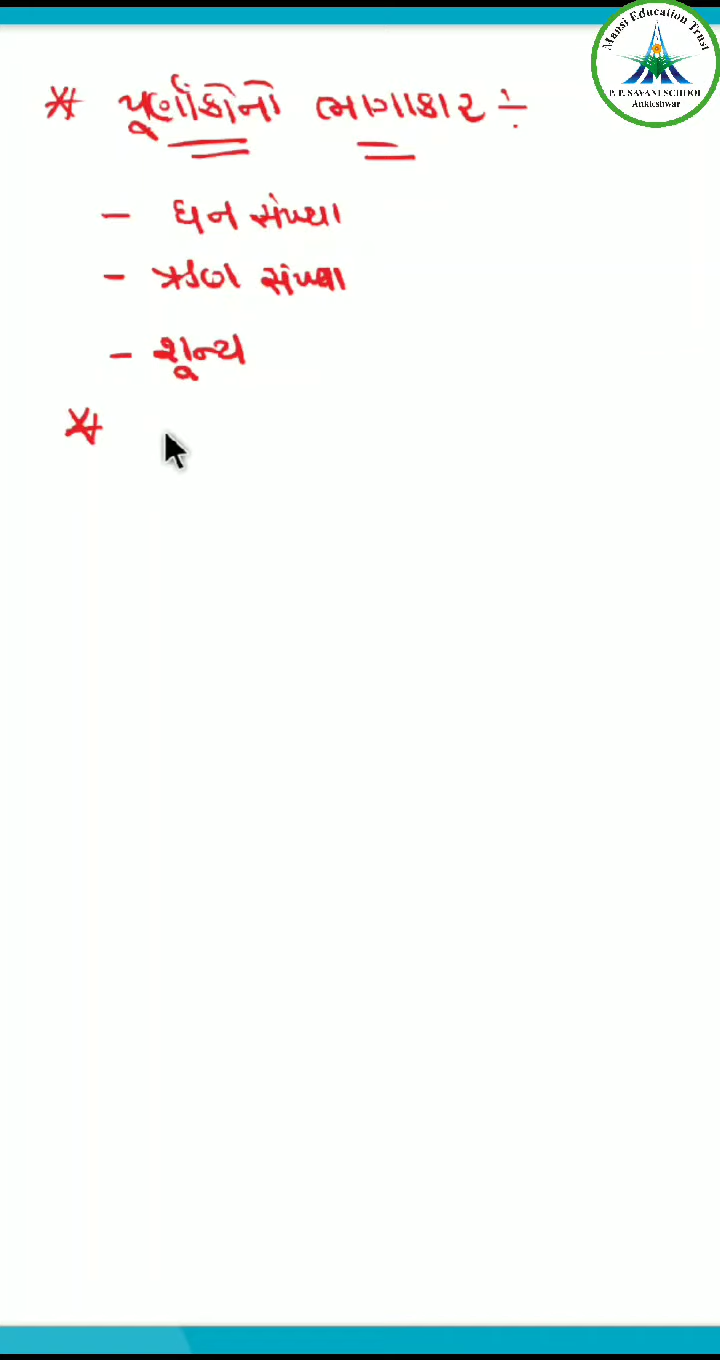 Mansi Education Trust
P. P. SAVANI SCHOOL
Ankleshwar
* પૂર્ણાંકોનો ભાગાકાર ÷
- ધન સંખ્યા
- ઋણ સંખ્યા
- શૂન્ય
*